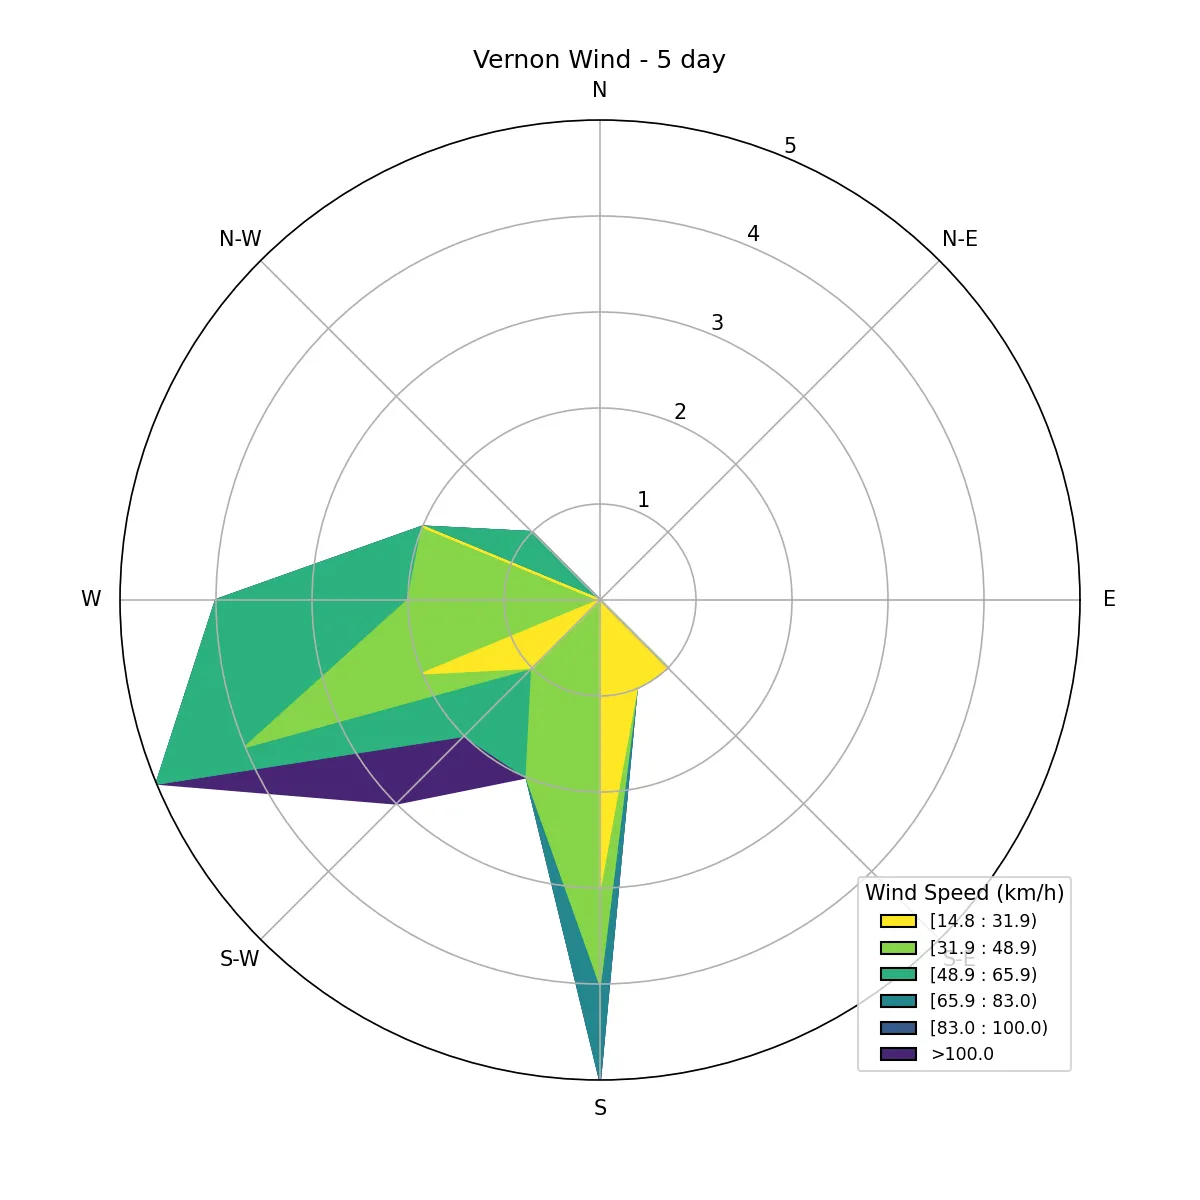 Vernon Wind - 5 day
N
5
N-W
N-E
4
3
2
1
W
E
Wind Speed (km/h)
[14.8 : 31.9)
[31.9 : 48.9)
S-W
S-E
[48.9 : 65.9)
[65.9 : 83.0)
[83.0 : 100.0)
>100.0
S